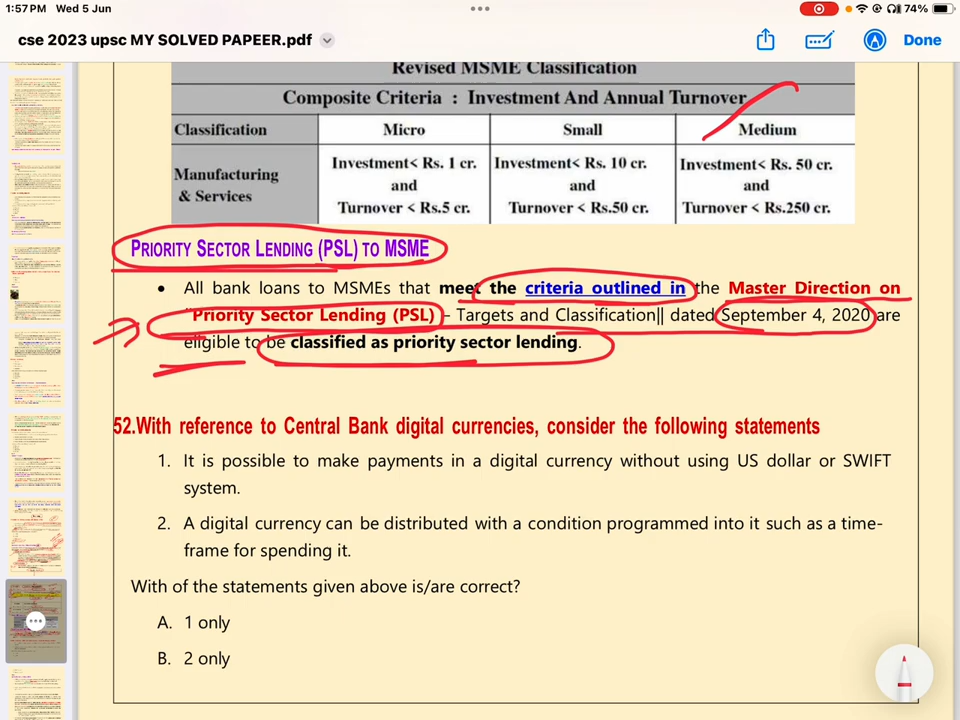 1:57 PM Wed 5 Jun
74%
cse 2023 upsc MY SOLVED PAPEER.pdf
Done
Revised MSME Classification
Composite Criteria : Investment And Annual Turnover
Classification Micro Small Medium
Manufacturing & Services
Investment< Rs. 1 cr. and Turnover < Rs.5 cr.
Investment< Rs. 10 cr. and Turnover < Rs.50 cr.
Investment< Rs. 50 cr. and Turnover < Rs.250 cr.
PRIORITY SECTOR LENDING (PSL) TO MSME
• All bank loans to MSMEs that meet the criteria outlined in the Master Direction on
"Priority Sector Lending (PSL) – Targets and Classification|| dated September 4, 2020 are
eligible to be classified as priority sector lending.
52.With reference to Central Bank digital currencies, consider the following statements
1. It is possible to make payments in a digital currency without using US dollar or SWIFT
system.
2. A digital currency can be distributed with a condition programmed into it such as a time-
frame for spending it.
With of the statements given above is/are correct?
A. 1 only
B. 2 only